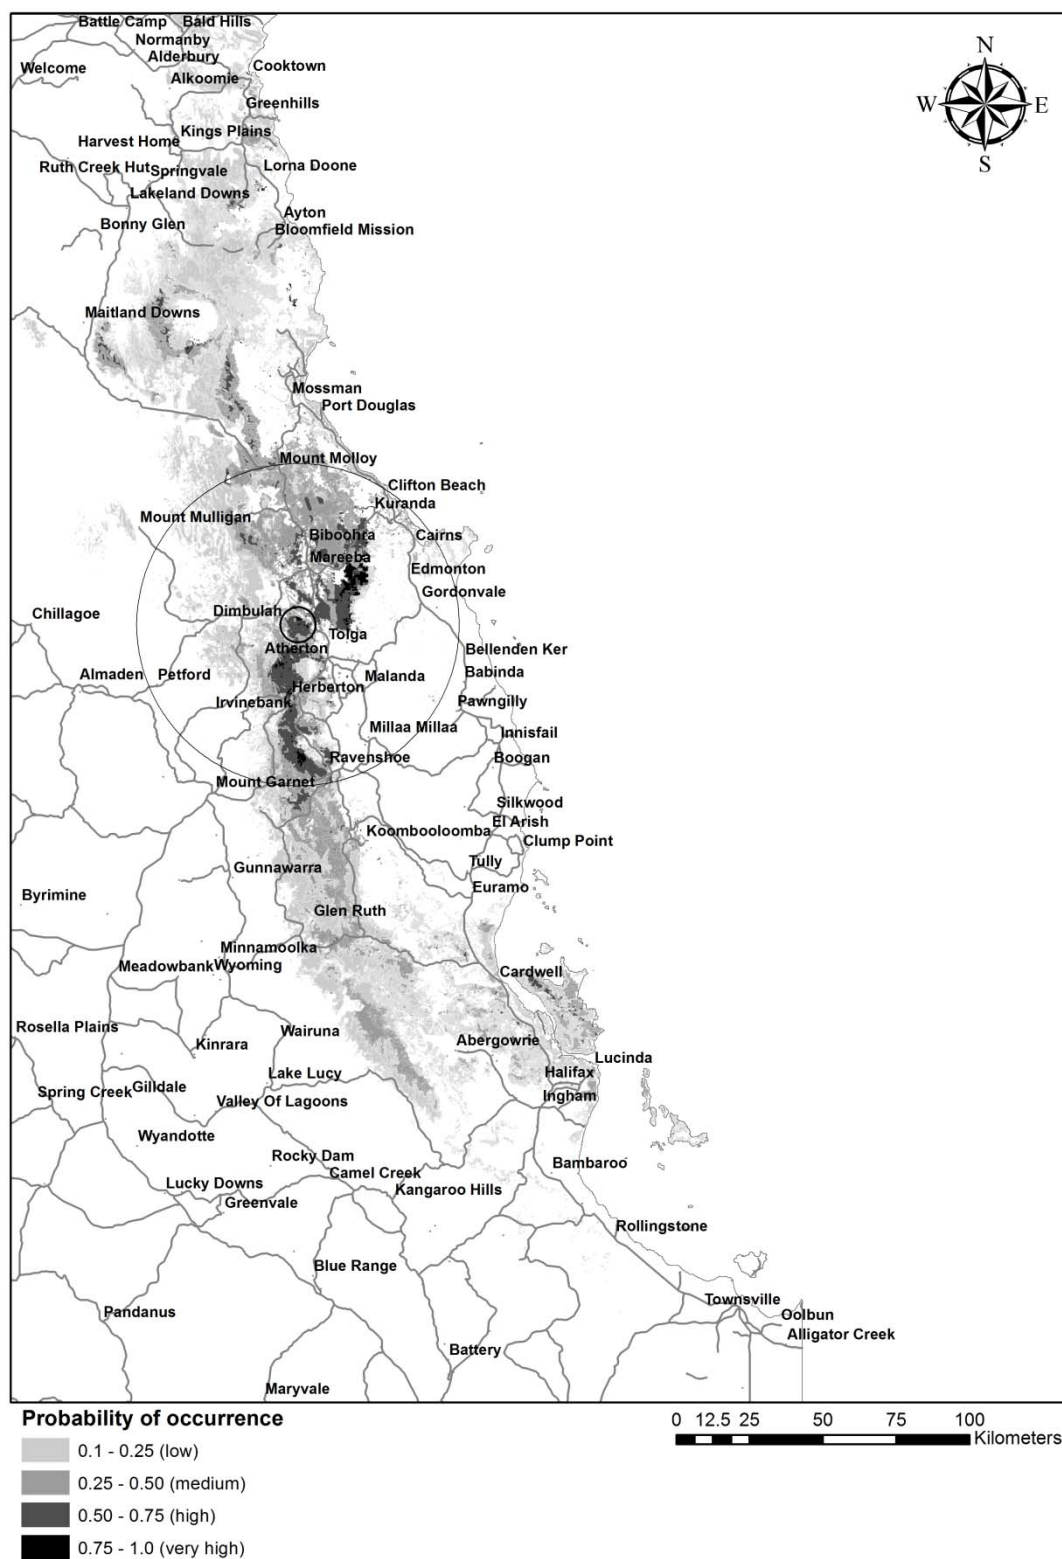 Battle Camp
Bald Hills
Normanby
Alderbury
Welcome
Alkoomie
Cooktown
Greenhills
Kings Plains
Harvest Home
Ruth Creek Hut
Springvale
Lorna Doone
Lakeland Downs
Ayton
Bonny Glen
Bloomfield Mission
Maitland Downs
Mossman
Port Douglas
Mount Molloy
Clifton Beach
Kuranda
Mount Mulligan
Biboohra
Cairns
Mareeba
Edmonton
Gordonvale
Chillagoe
Dimbulah
Tolga
Atherton
Bellenden Ker
Almaden
Petford
Malanda
Babinda
Herberton
Irvinebank
Pawngilly
Millaa Millaa
Innisfail
Ravenshoe
Boogan
Mount Garnet
Silkwood
El Arish
Koombooloomba
Clump Point
Tully
Gunnawarra
Euramo
Byrimine
Glen Ruth
Minnamoolka
Meadowbank
Wyoming
Cardwell
Rosella Plains
Wairuna
Kinrara
Abergowrie
Lucinda
Lake Lucy
Halifax
Spring Creek
Gilldale
Ingham
Valley Of Lagoons
Wyandotte
Rocky Dam
Bambaroo
Camel Creek
Lucky Downs
Kangaroo Hills
Greenvale
Rollingstone
Blue Range
Townsville
Pandanus
Oolbun
Alligator Creek
Battery
Maryvale
N
W
E
S
Probability of occurrence
0.1 - 0.25 (low)
0.25 - 0.50 (medium)
0.50 - 0.75 (high)
0.75 - 1.0 (very high)
0 12.5 25 50 75 100
Kilometers